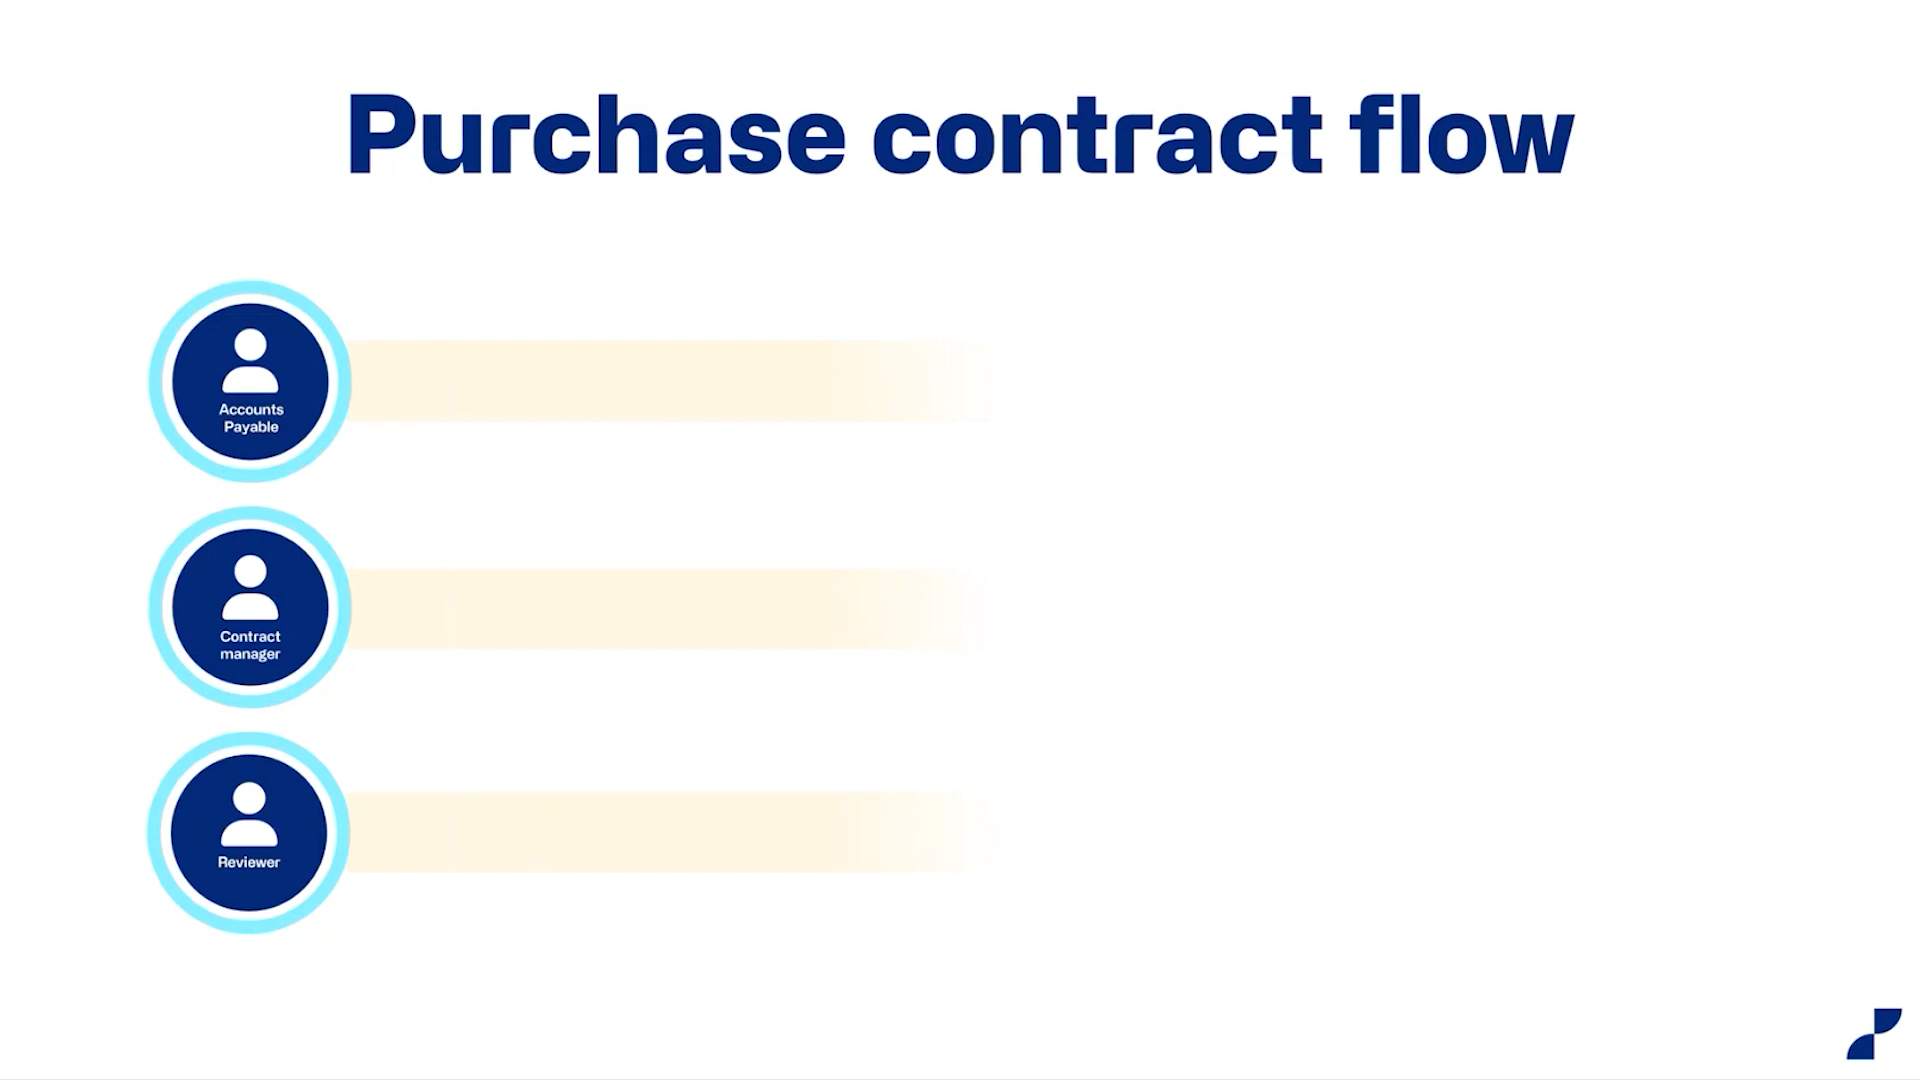 Purchase contract flow
Accounts
Payable
Contract
manager
Reviewer